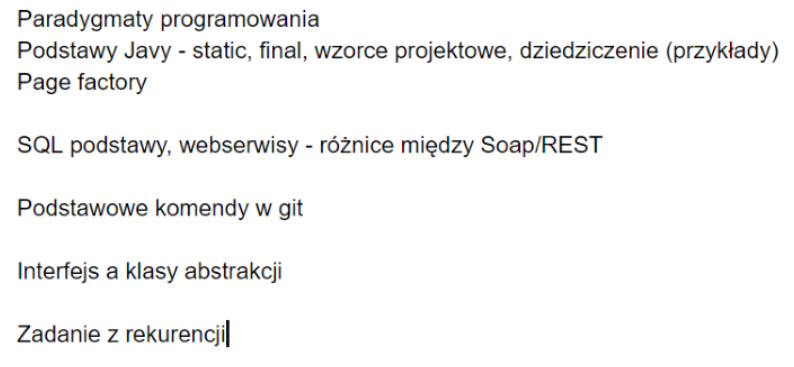 Paradygmaty programowania
Podstawy Javy - static, final, wzorce projektowe, dziedziczenie (przykłady)
Page factory
SQL podstawy, webserwisy - różnice między Soap/REST
Podstawowe komendy w git
Interfejs a klasy abstrakcji
Zadanie z rekurencji